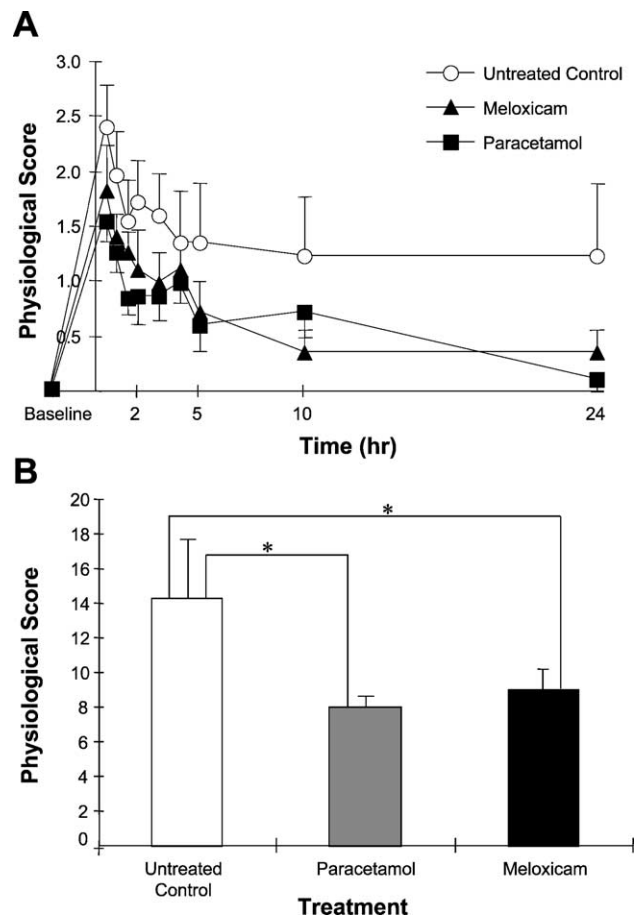 A
3.0
2.5
2.0
1.5
1.0
0.5
Physiological Score
Untreated Control
Meloxicam
Paracetamol
Baseline 2 5 10 24
Time (hr)
B
20
18
16
14
12
10
8
6
4
2
0
Physiological Score
*
*
Untreated
Control
Paracetamol
Meloxicam
Treatment